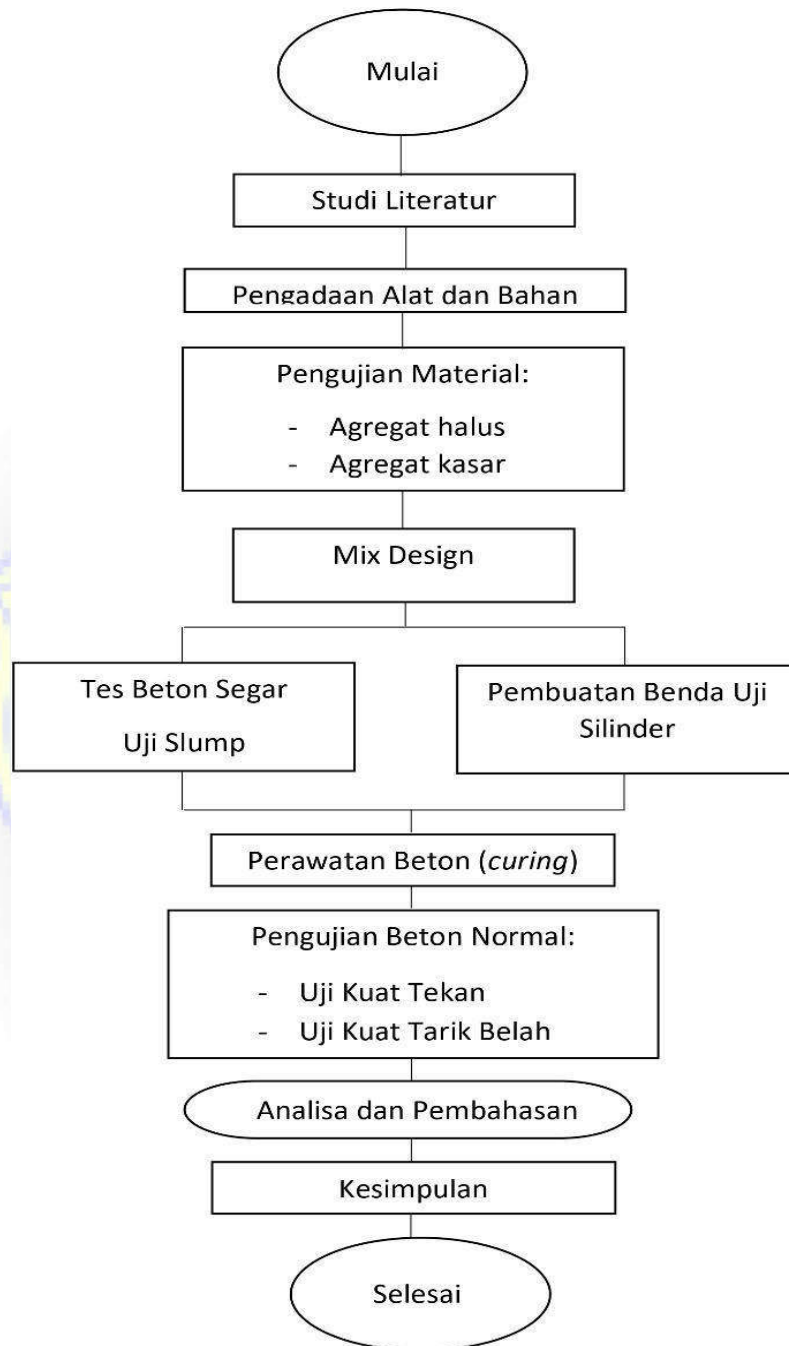 Mulai
Studi Literatur
Pengadaan Alat dan Bahan
Pengujian Material:
- Agregat halus
- Agregat kasar
Mix Design
Tes Beton Segar
Uji Slump
Pembuatan Benda Uji
Silinder
Perawatan Beton (curing)
Pengujian Beton Normal:
- Uji Kuat Tekan
- Uji Kuat Tarik Belah
Analisa dan Pembahasan
Kesimpulan
Selesai